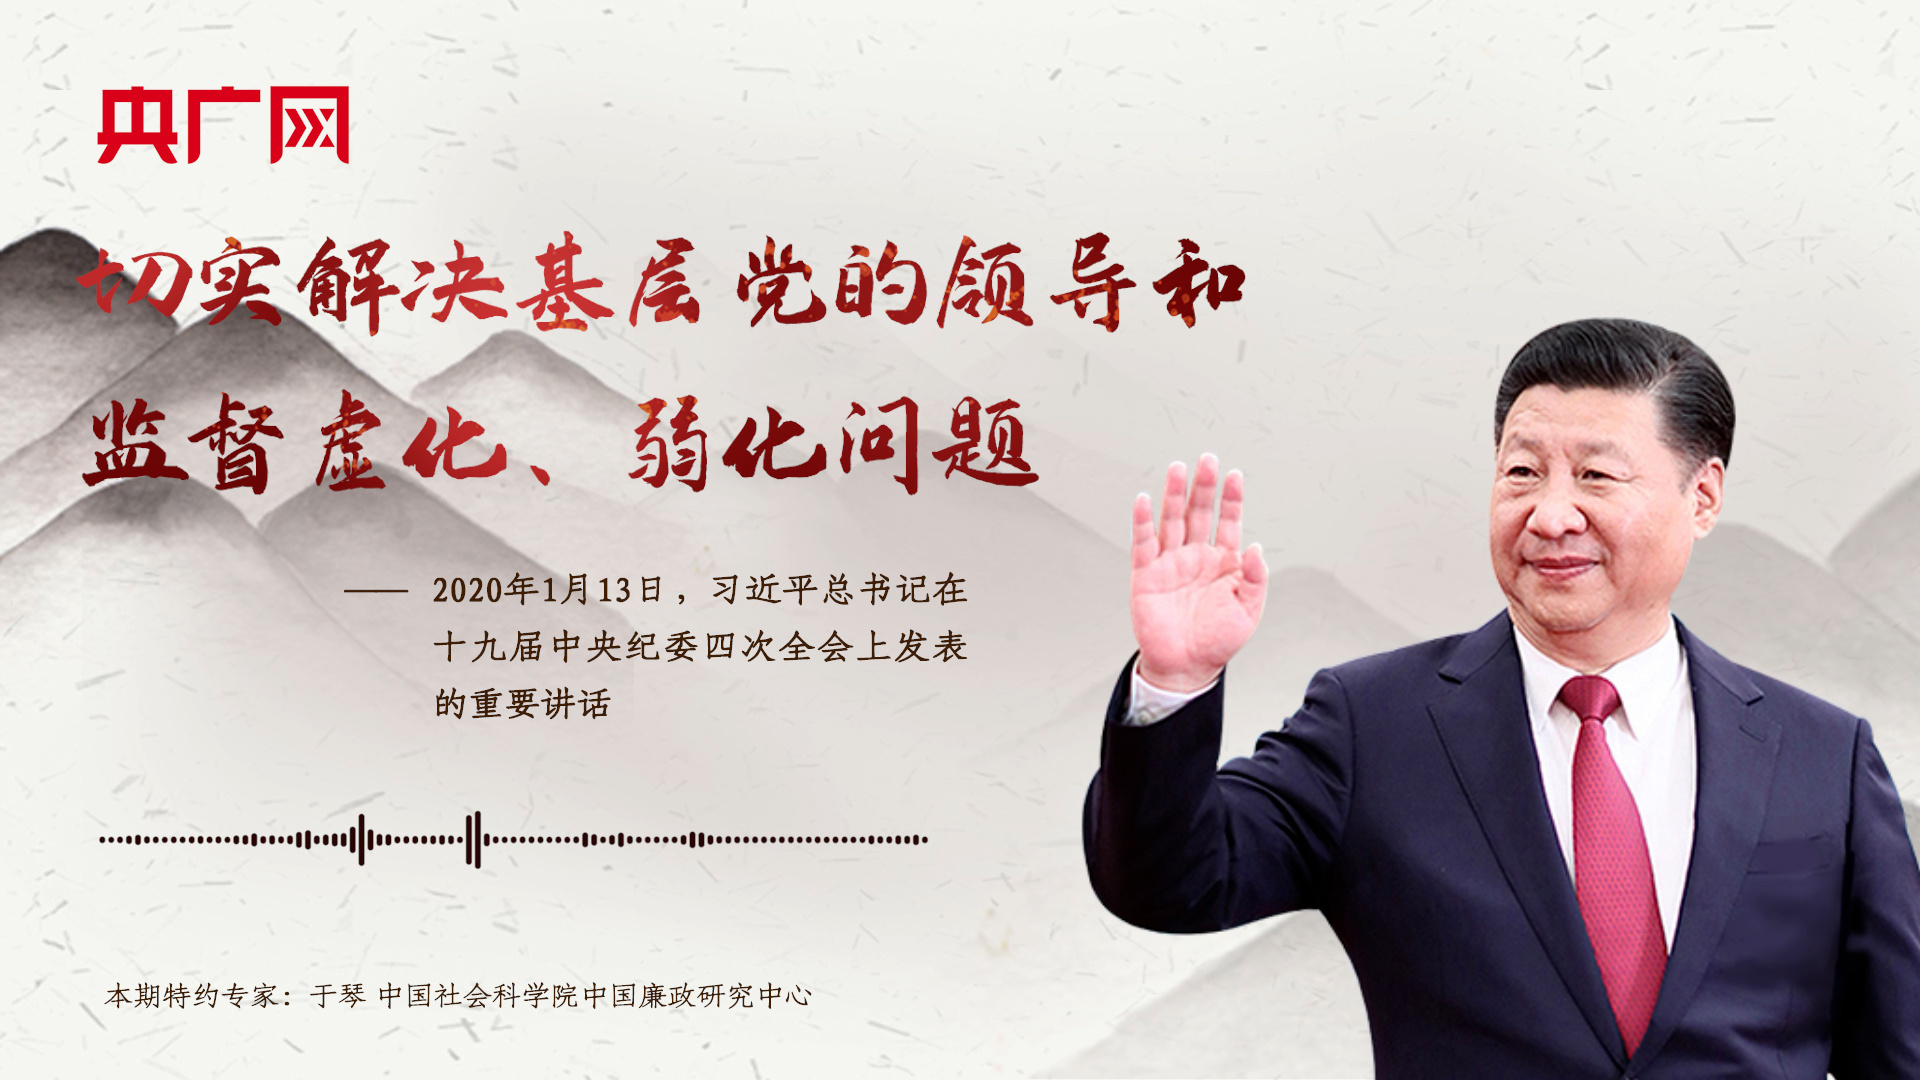 央广网
切实解决基层党的领导和
监督虚化、弱化问题
—— 2020年1月13日，习近平总书记在
十九届中央纪委四次全会上发表
的重要讲话
本期特约专家：于琴 中国社会科学院中国廉政研究中心